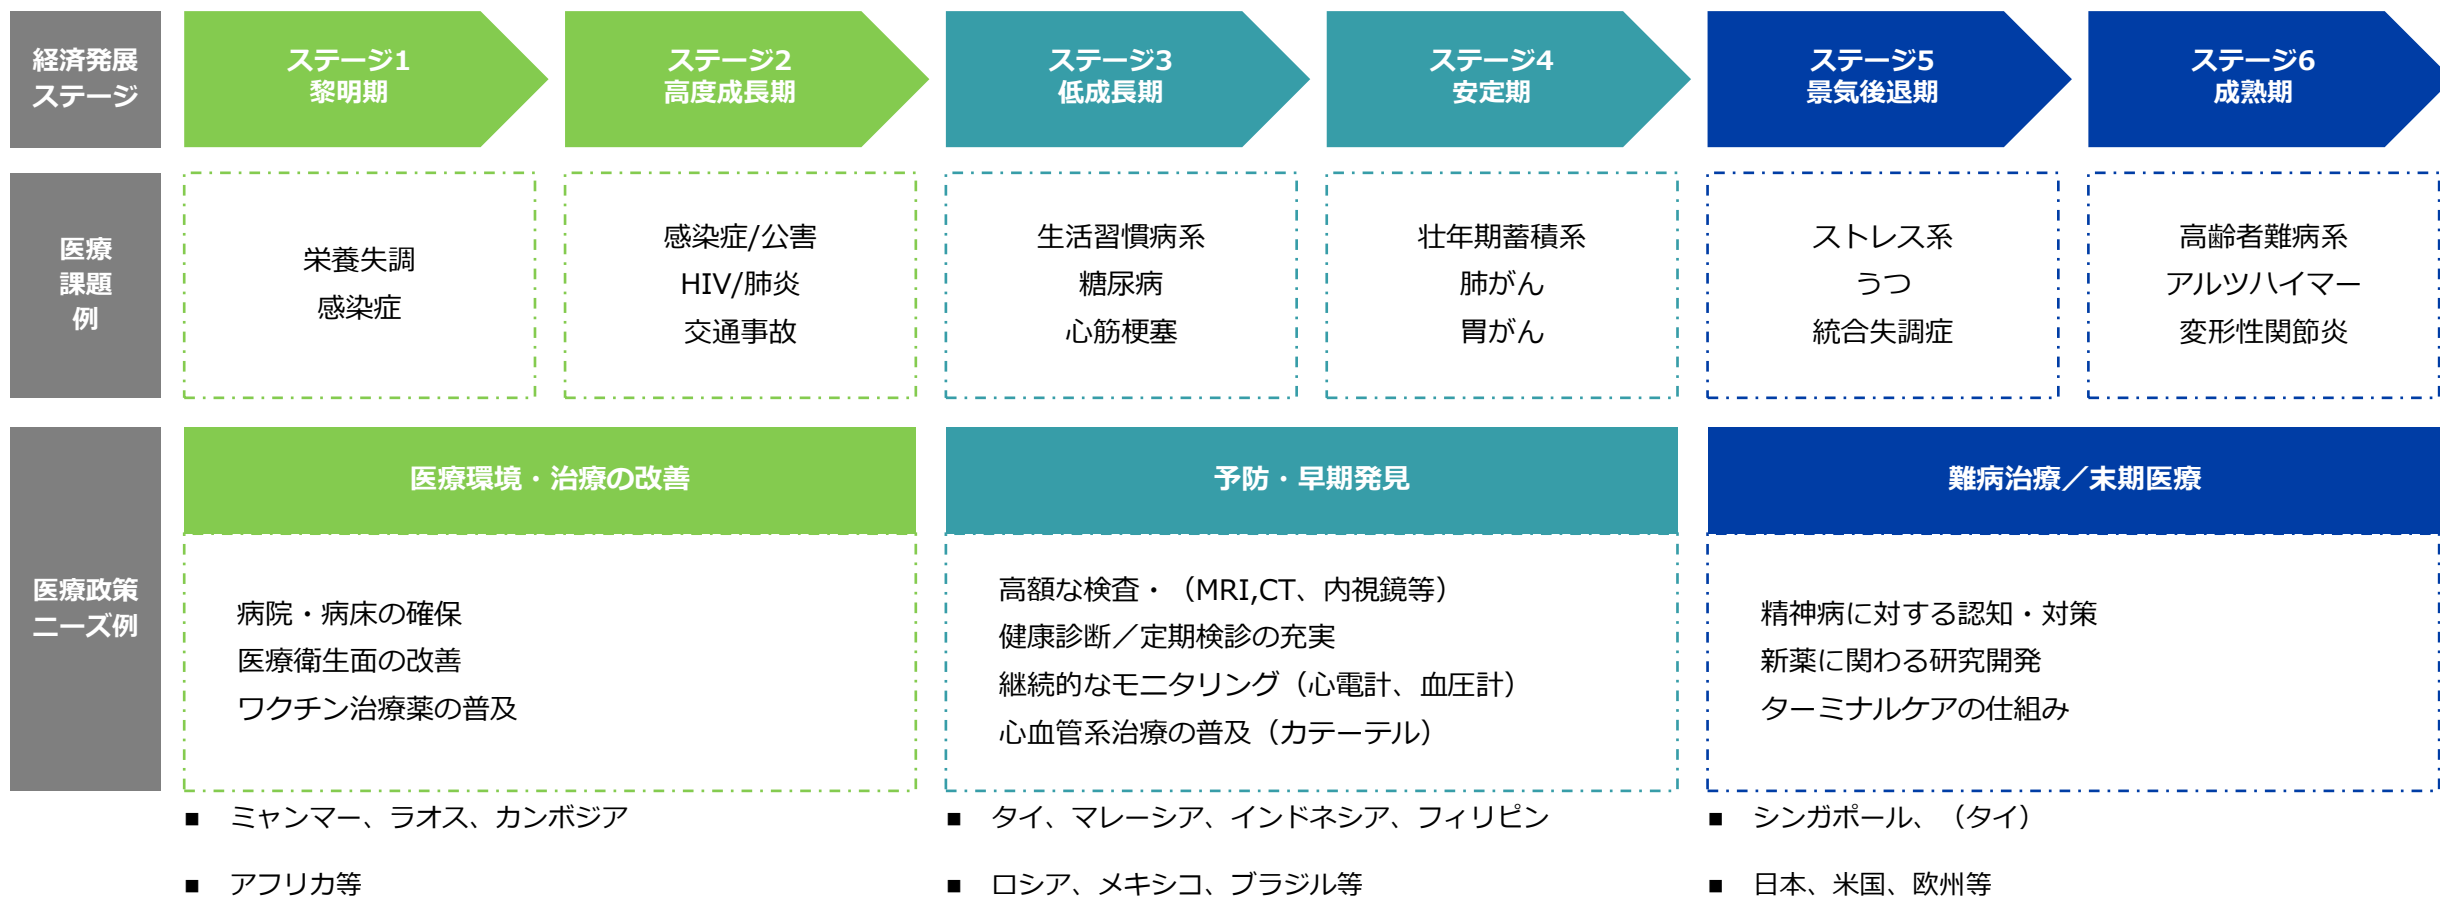 経済発展
ステージ
ステージ1
黎明期
ステージ2
高度成長期
ステージ3
低成長期
ステージ4
安定期
ステージ5
景気後退期
ステージ6
成熟期
医療
課題
例
栄養失調
感染症
感染症/公害
HIV/肺炎
交通事故
生活習慣病系
糖尿病
心筋梗塞
壮年期蓄積系
肺がん
胃がん
ストレス系
うつ
統合失調症
高齢者難病系
アルツハイマー
変形性関節炎
医療政策
ニーズ例
医療環境・治療の改善
病院・病床の確保
医療衛生面の改善
ワクチン治療薬の普及
予防・早期発見
高額な検査・（MRI,CT、内視鏡等）
健康診断／定期検診の充実
継続的なモニタリング（心電計、血圧計）
心血管系治療の普及（カテーテル）
難病治療／末期医療
精神病に対する認知・対策
新薬に関わる研究開発
ターミナルケアの仕組み
■ ミャンマー、ラオス、カンボジア
■ アフリカ等
■ タイ、マレーシア、インドネシア、フィリピン
■ ロシア、メキシコ、ブラジル等
■ シンガポール、（タイ）
■ 日本、米国、欧州等